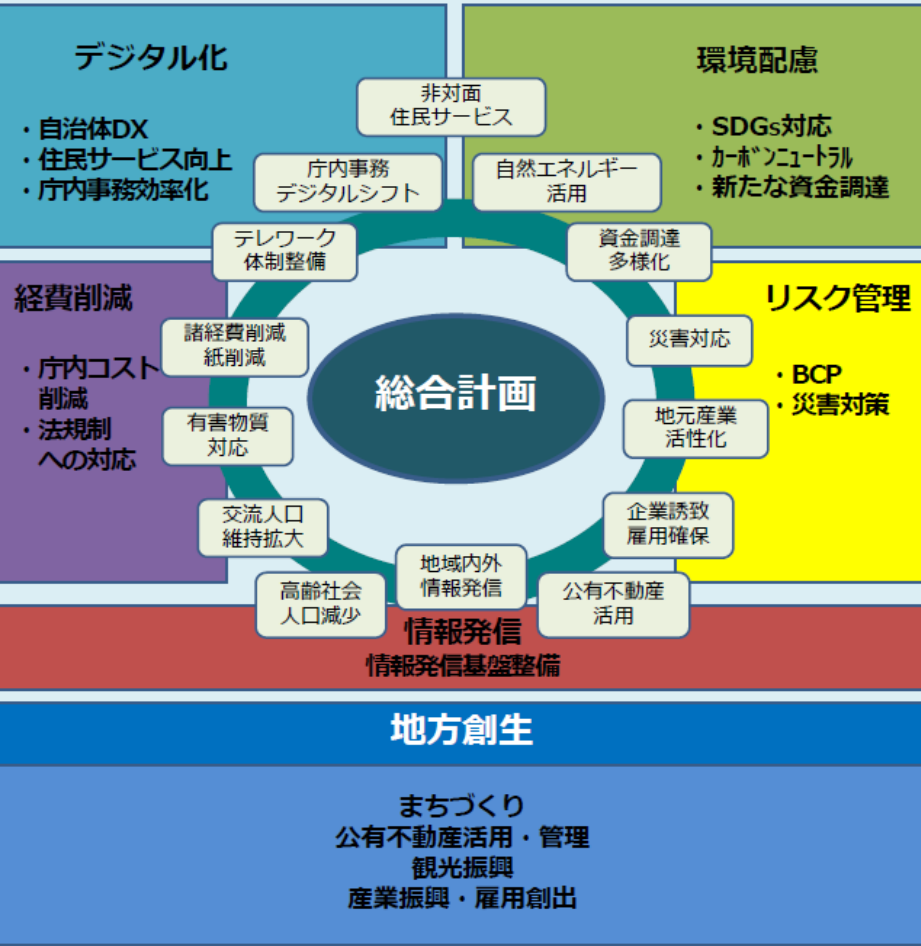 デジタル化
・自治体DX
・住民サービス向上
・庁内事務効率化
環境配慮
・SDGs対応
・ｶｰﾎﾞﾝﾆｭｰﾄﾗﾙ
・新たな資金調達
非対面
住民サービス
庁内事務
デジタルシフト
自然エネルギー
活用
テレワーク
体制整備
資金調達
多様化
経費削減
・庁内コスト
削減
・法規制
への対応
リスク管理
・BCP
・災害対策
諸経費削減
紙削減
災害対応
総合計画
有害物質
対応
地元産業
活性化
交流人口
維持拡大
企業誘致
雇用確保
高齢社会
人口減少
地域内外
情報発信
公有不動産
活用
情報発信
情報発信基盤整備
地方創生
まちづくり
公有不動産活用・管理
観光振興
産業振興・雇用創出